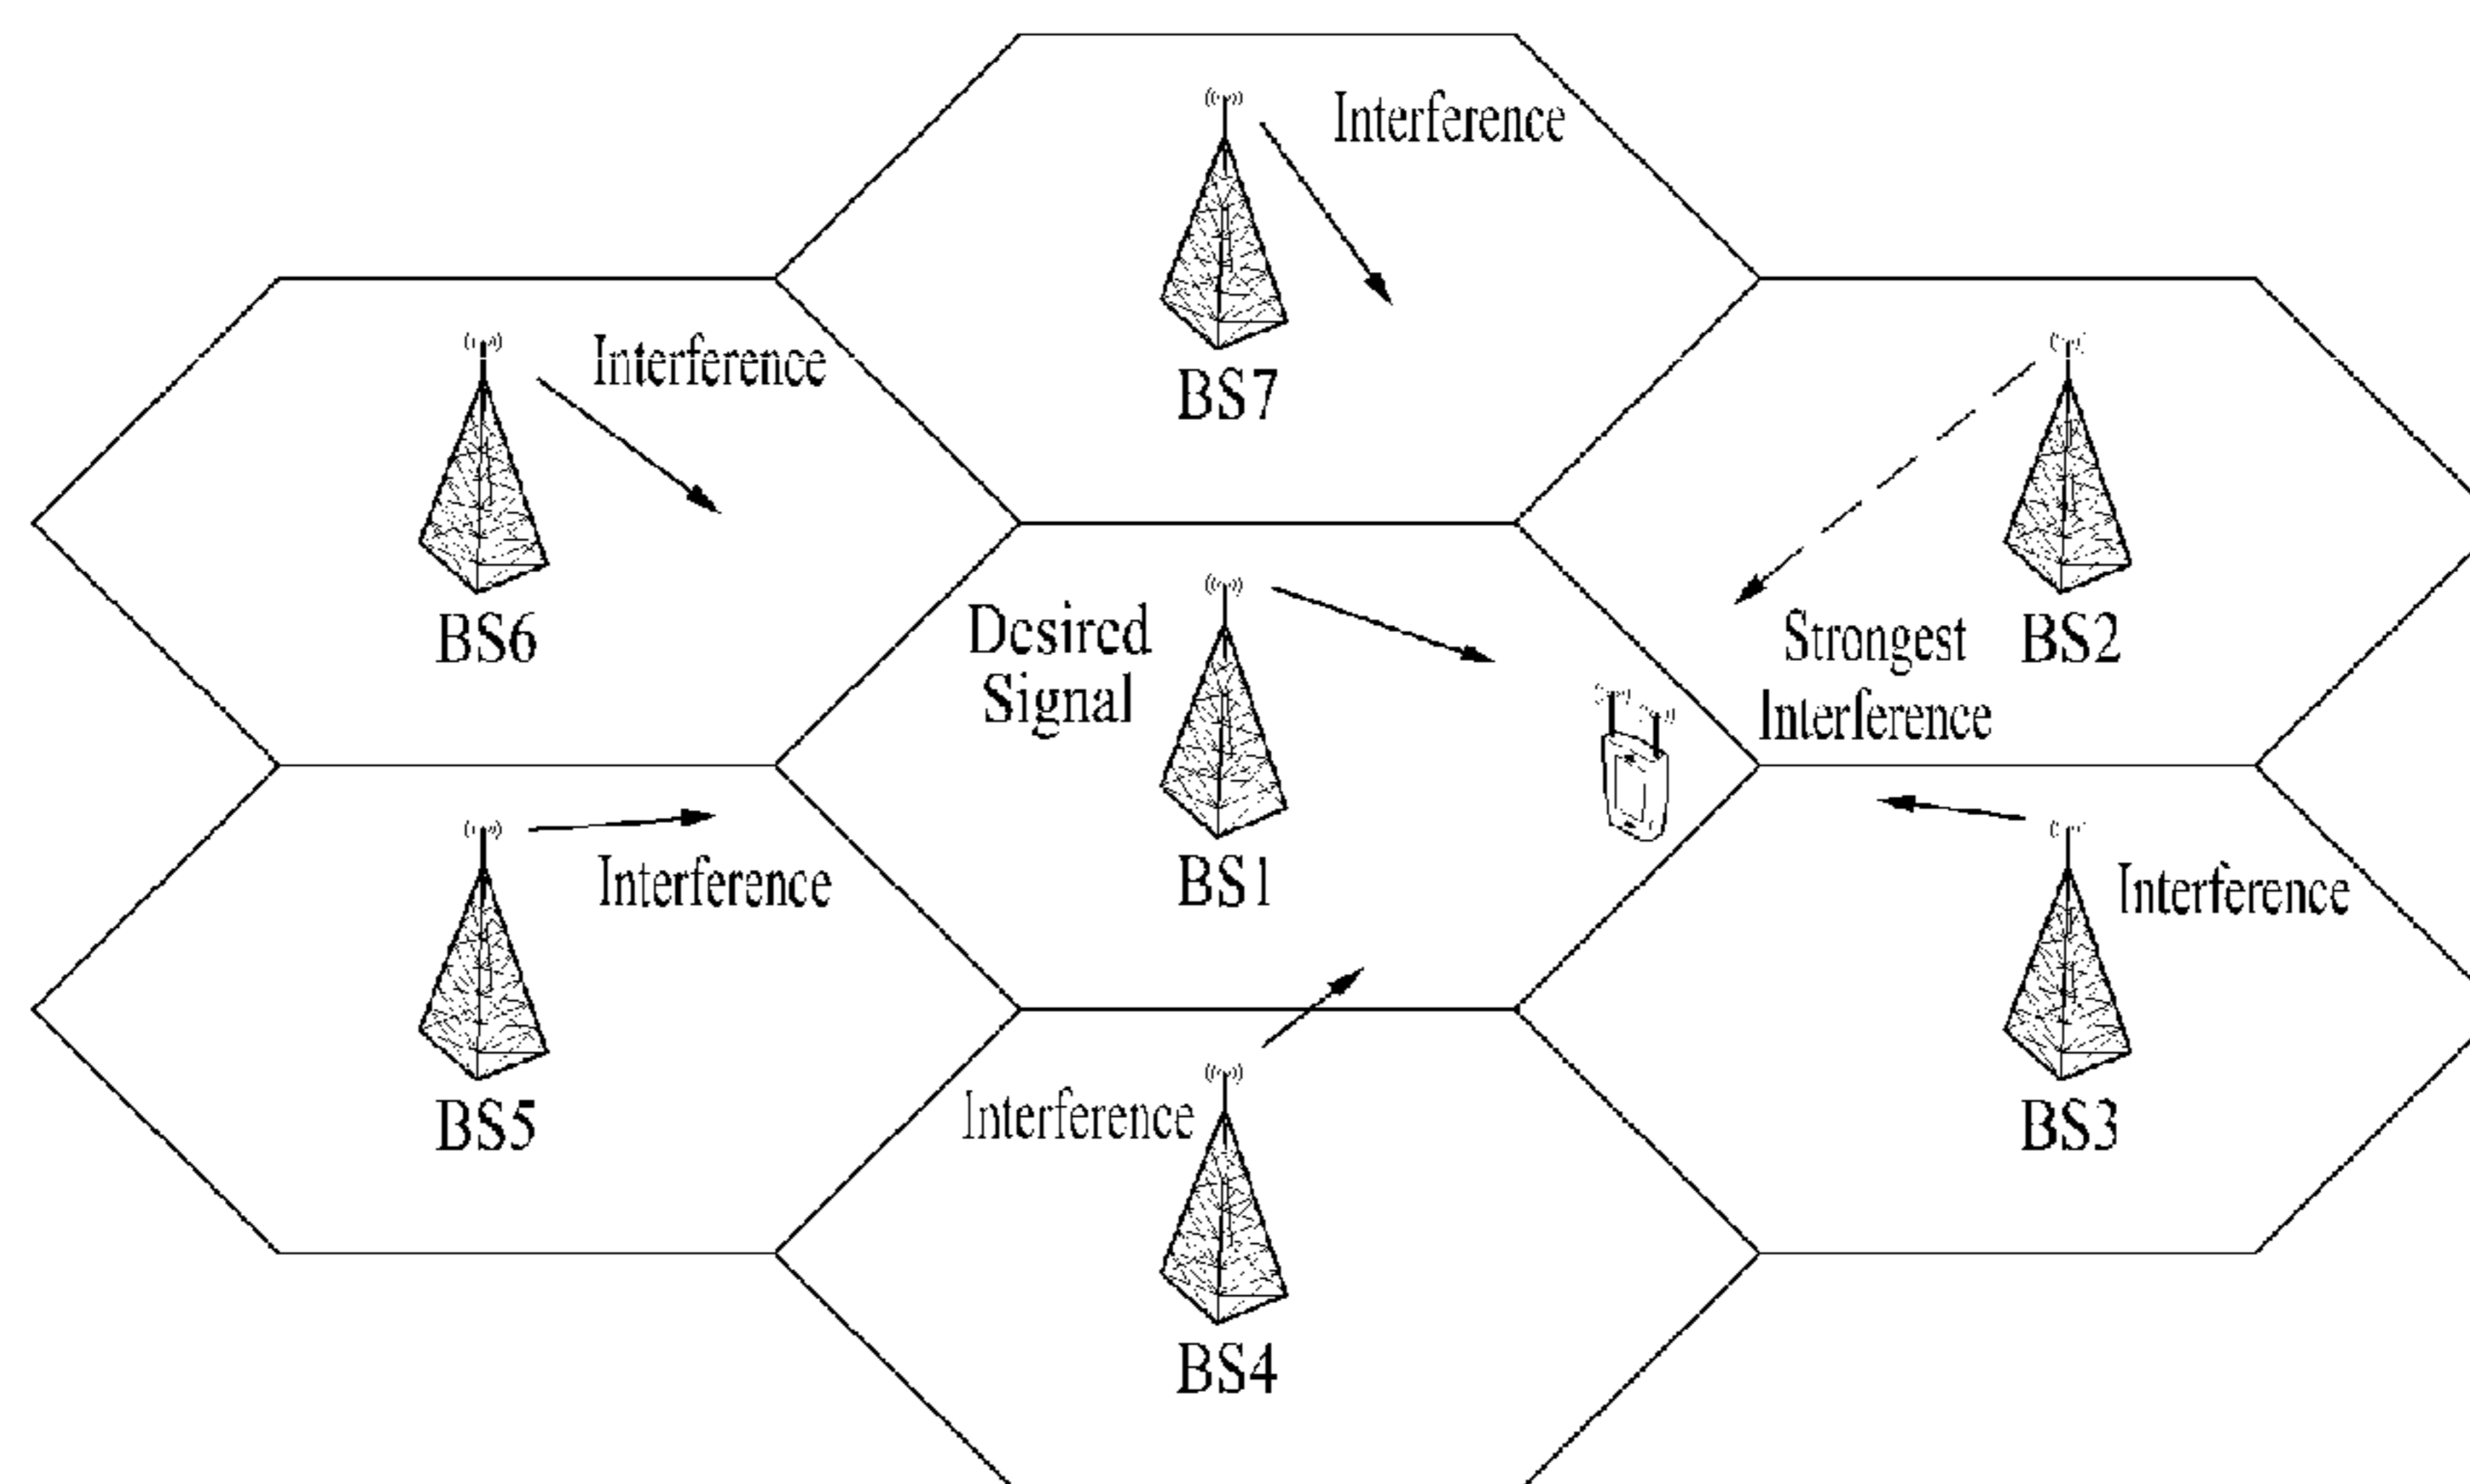 Interference
BS7
Interference
BS6
Strongest
Interference
BS2
Desired
Signal
BS1
Interference
BS5
Interference
BS3
Interference
BS4